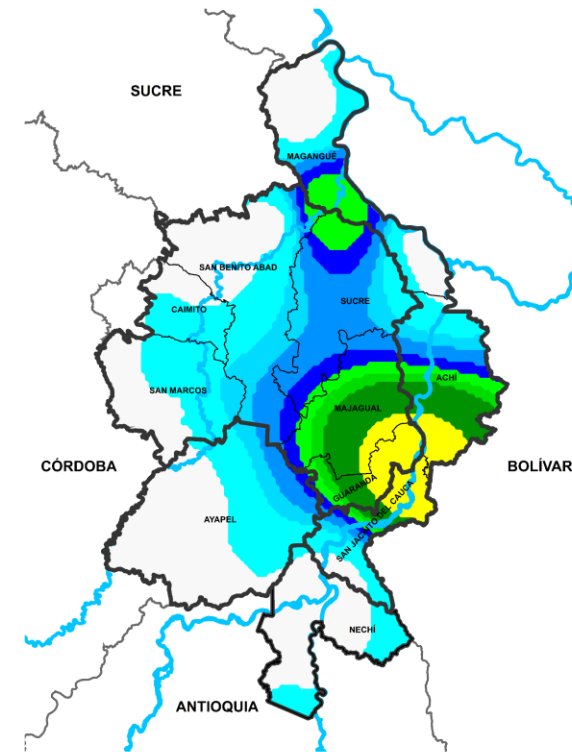 SUCRE
MAGANGUÉ
SAN BENITO ABAD
SUCRE
CAIMITO
SAN MARCOS
ACHÍ
MAJAGUAL
CÓRDOBA
BOLÍVAR
GUARANDA
AYAPEL
SAN JACINTO DEL CAUCA
NECHÍ
ANTIOQUIA